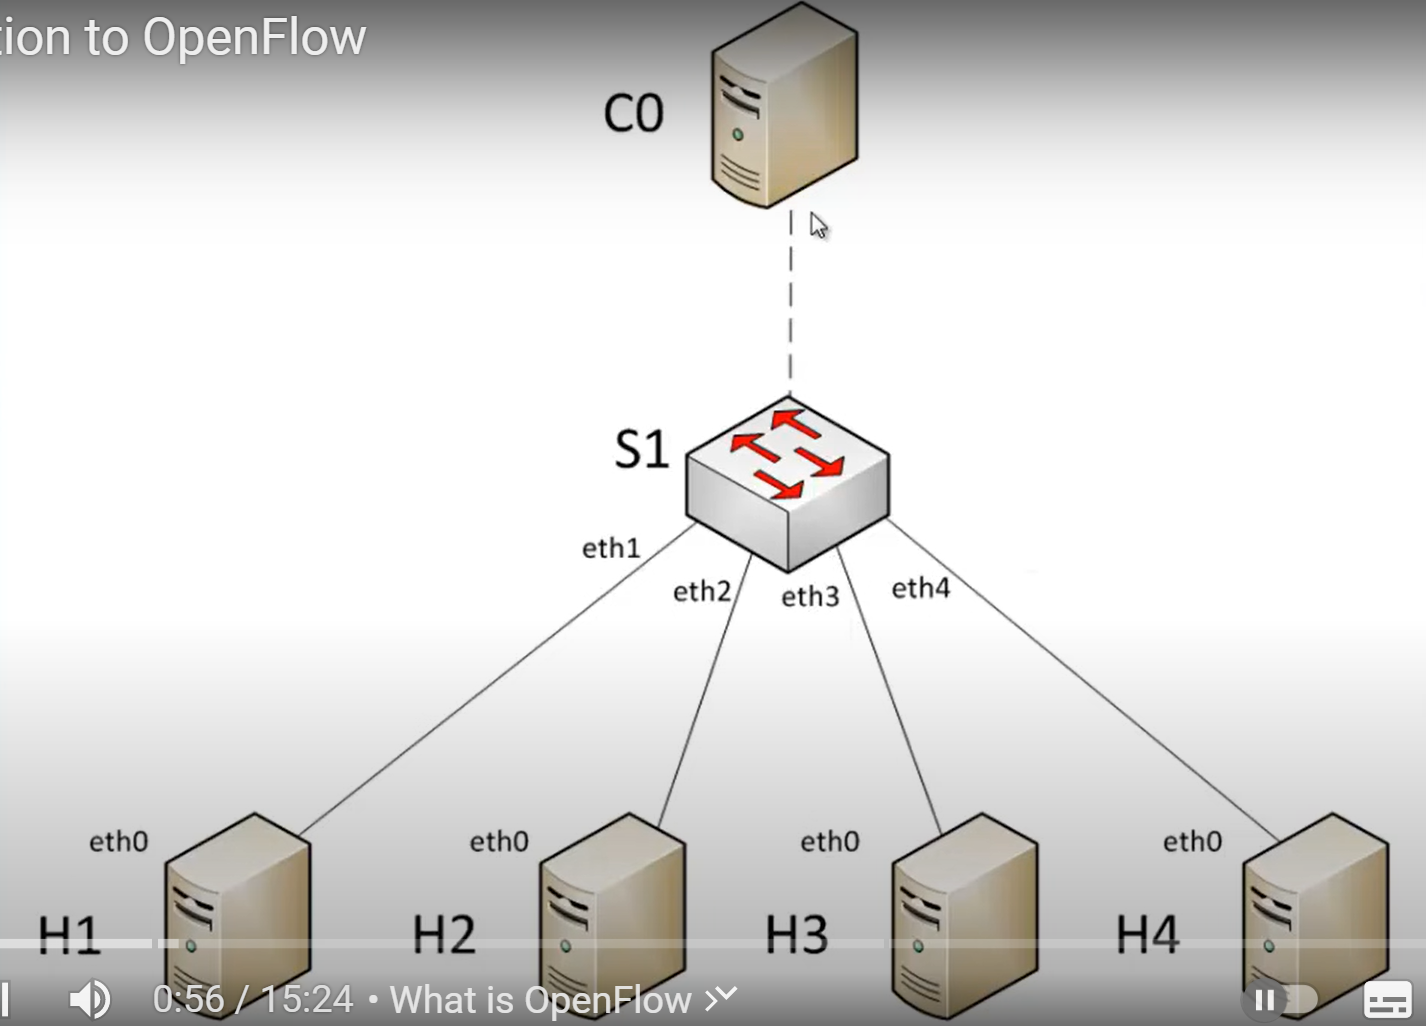 tion to OpenFlow
C0
S1
eth1
eth2
eth3
eth4
eth0
eth0
eth0
eth0
H1
H2
H3
H4
0:56 / 15:24 • What is OpenFlow